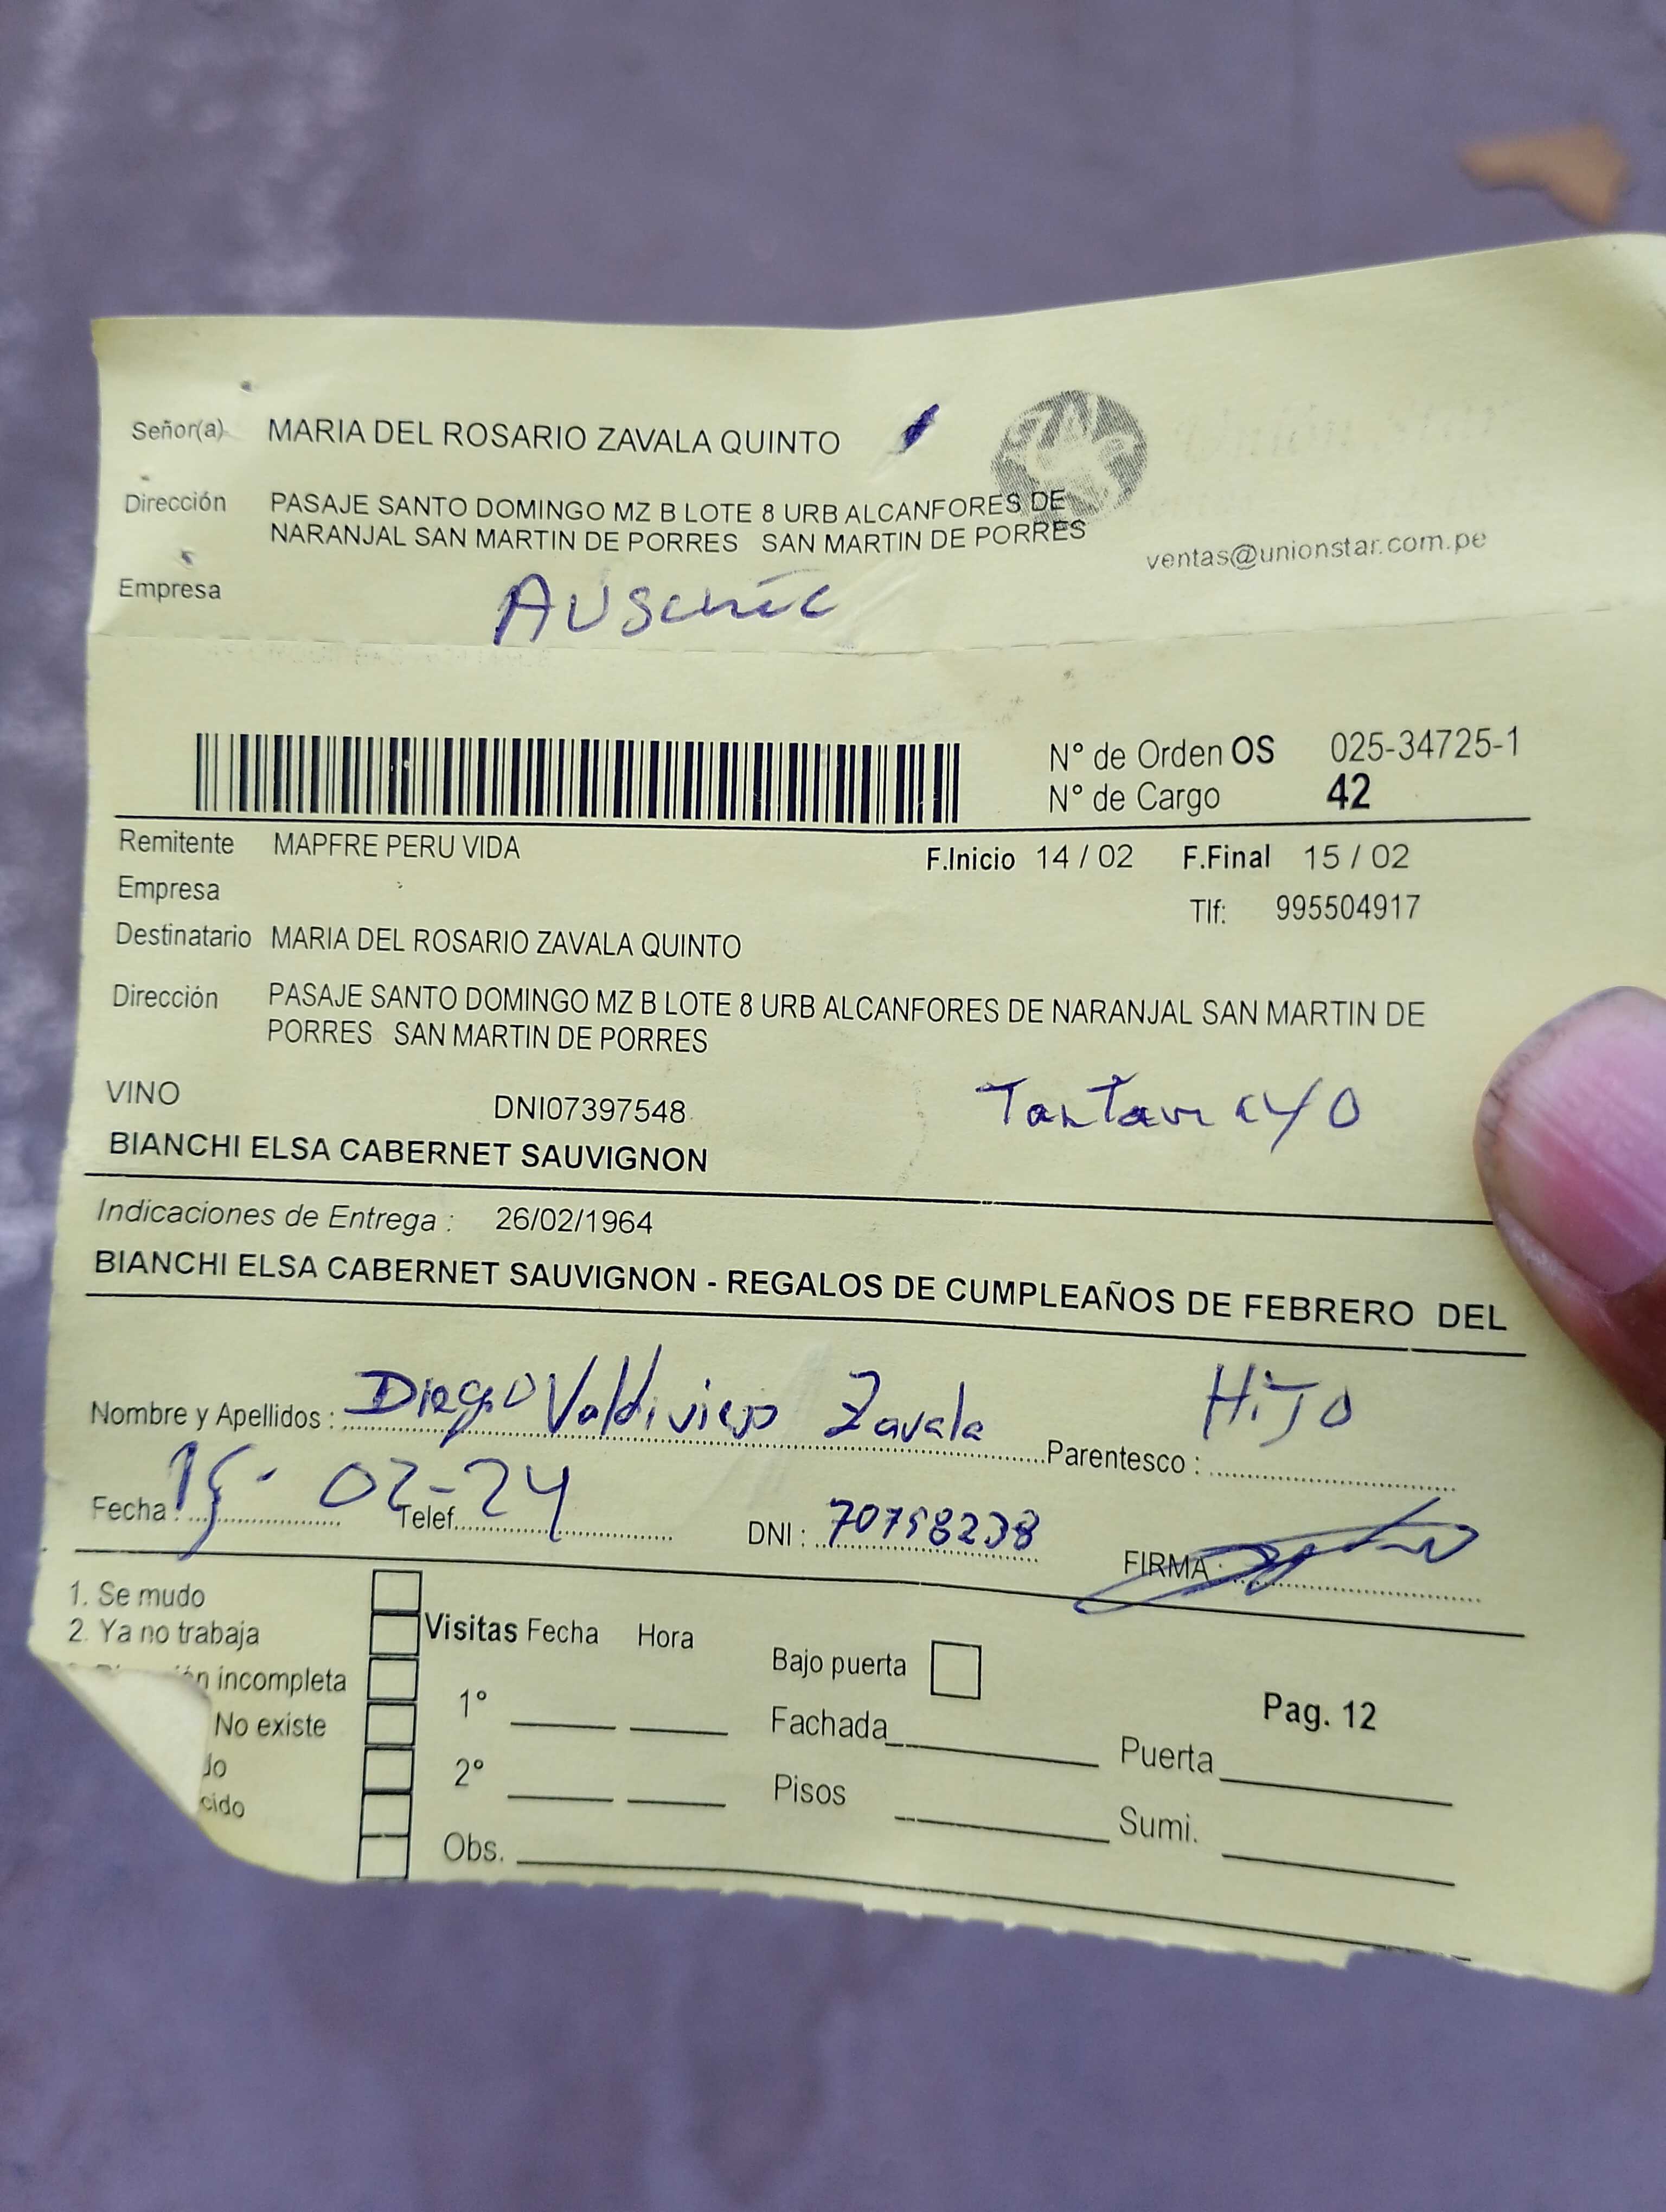 Señor(a) MARIA DEL ROSARIO ZAVALA QUINTO
Dirección PASAJE SANTO DOMINGO MZ B LOTE 8 URB ALCANFORES DE
NARANJAL SAN MARTIN DE PORRES SAN MARTIN DE PORRES
ventas@unionstar.com.pe
Empresa
N° de Orden OS 025-34725-1
N° de Cargo 42
Remitente MAPFRE PERU VIDA F.Inicio 14 / 02 F.Final 15 / 02
Empresa Tlf: 995504917
Destinatario MARIA DEL ROSARIO ZAVALA QUINTO
Dirección PASAJE SANTO DOMINGO MZ B LOTE 8 URB ALCANFORES DE NARANJAL SAN MARTIN DE
PORRES SAN MARTIN DE PORRES
VINO DNI07397548
BIANCHI ELSA CABERNET SAUVIGNON
Indicaciones de Entrega : 26/02/1964
BIANCHI ELSA CABERNET SAUVIGNON - REGALOS DE CUMPLEAÑOS DE FEBRERO DEL
Nombre y Apellidos : Diego Valdiviezo Zavala Parentesco : HiJo
Fecha : 15 - 02-24 Telef. DNI : FIRMA :
1. Se mudo
2. Ya no trabaja Visitas Fecha Hora Bajo puerta
incompleta 1° Fachada Pag. 12
No existe Puerta
do 2° Pisos
cido Sumi.
Obs.